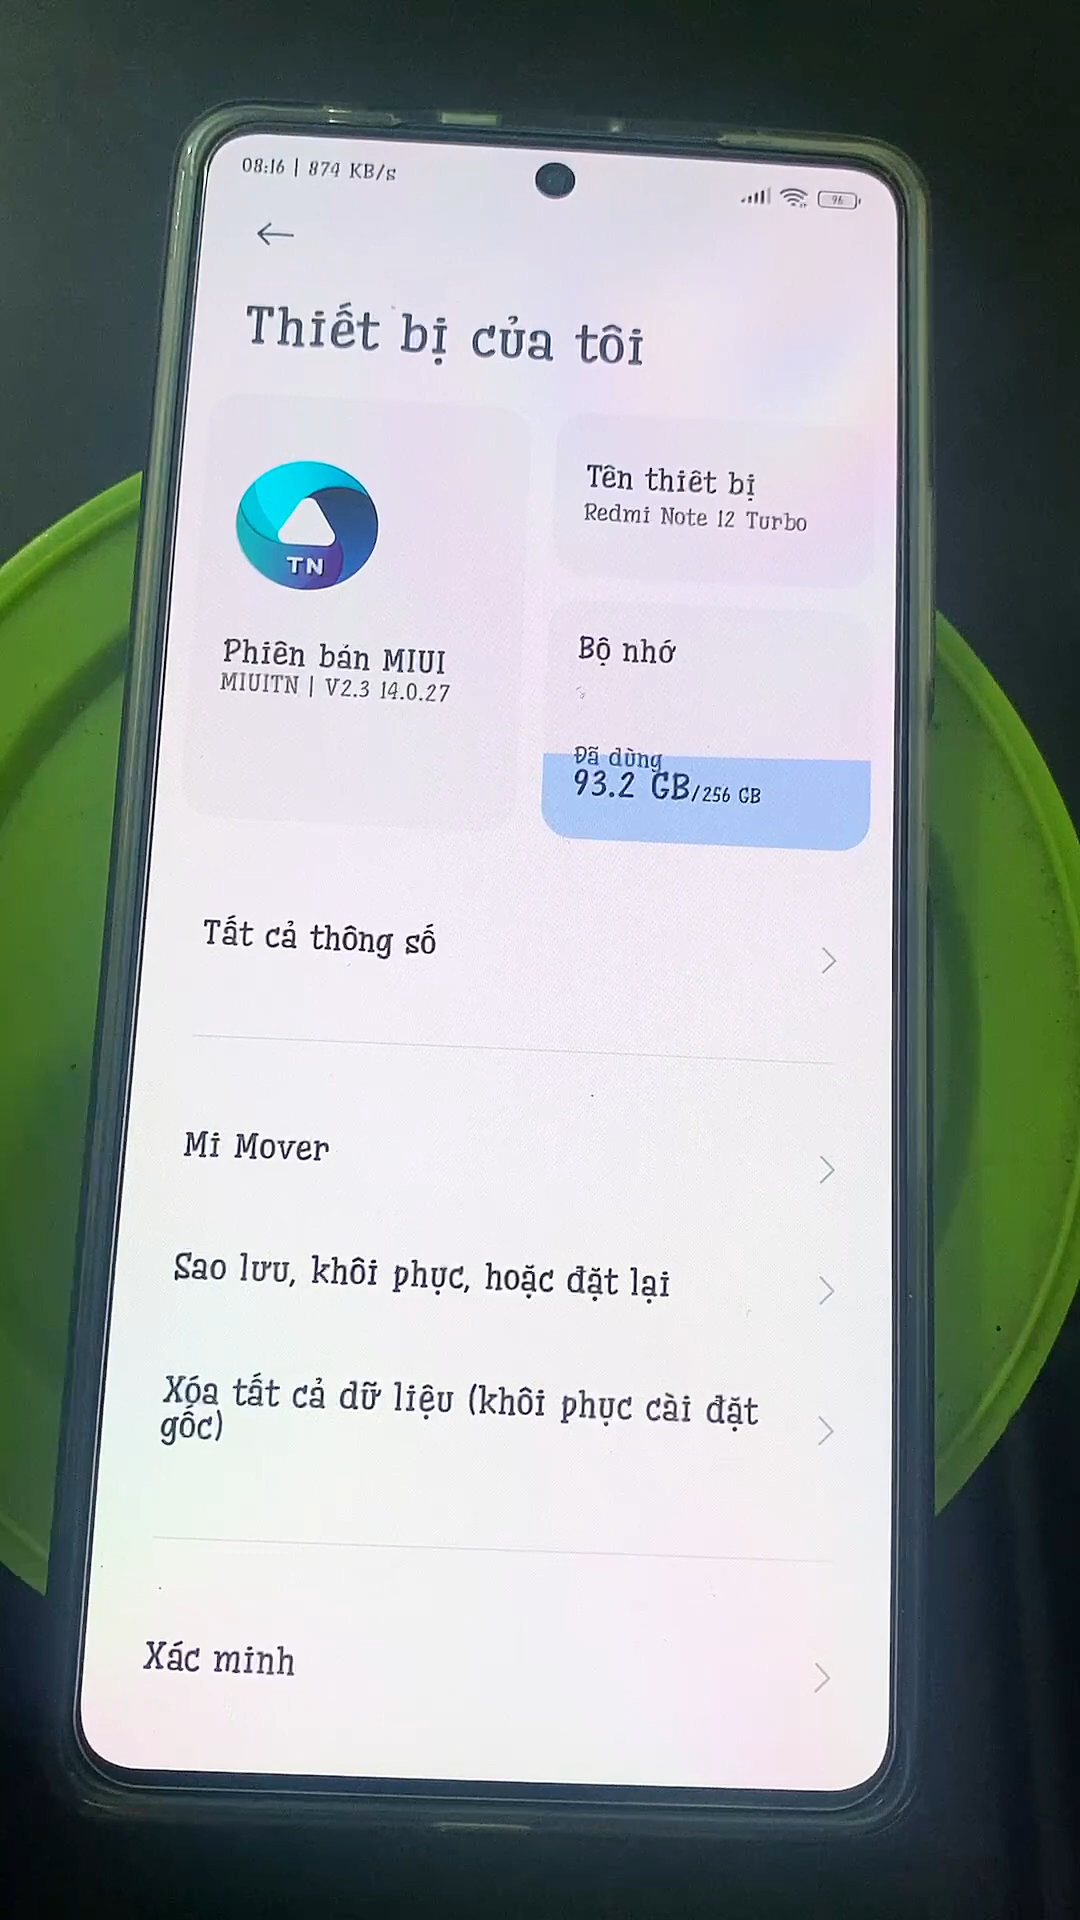 08:16 | 874 KB/s
96
Thiết bị của tôi
TN
Phiên bản MIUI
MIUITN | V2.3 14.0.27
Tên thiết bị
Redmi Note 12 Turbo
Bộ nhớ
Đã dùng
93.2 GB/256 GB
Tất cả thông số
Mi Mover
Sao lưu, khôi phục, hoặc đặt lại
Xóa tất cả dữ liệu (khôi phục cài đặt
gốc)
Xác minh